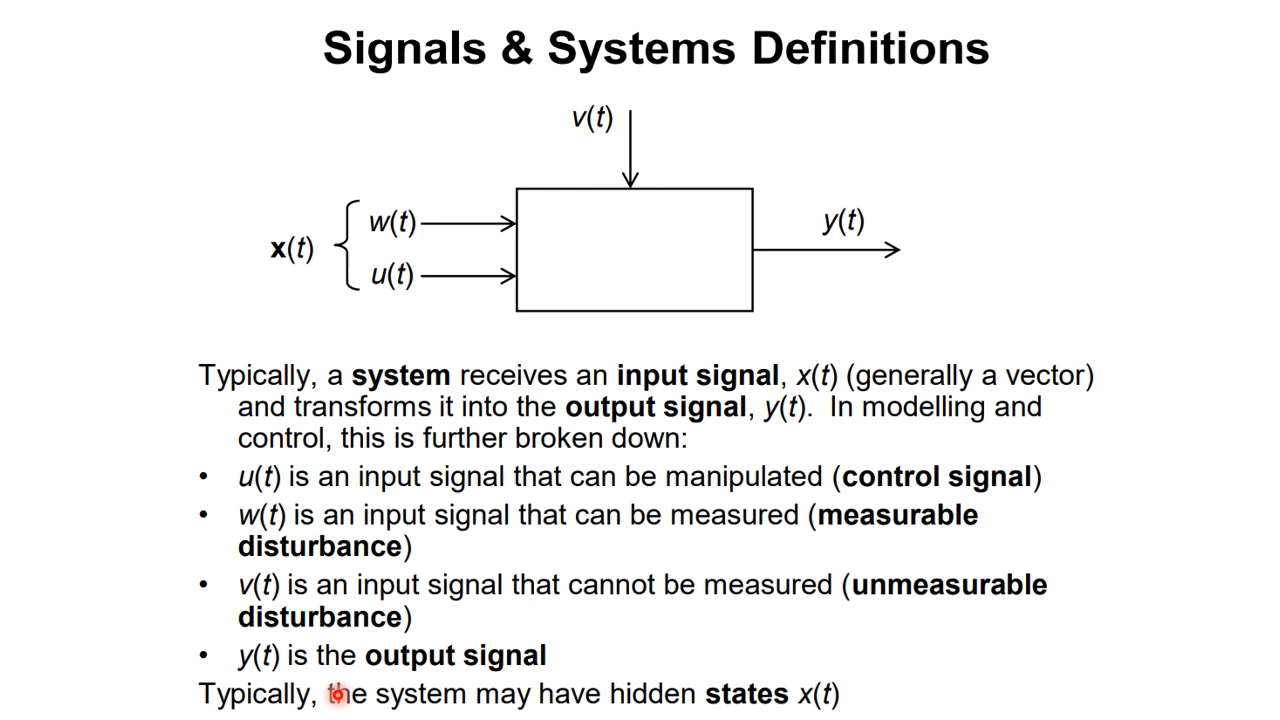 Signals & Systems Definitions
v(t)
w(t)
y(t)
x(t)
u(t)
Typically, a system receives an input signal, x(t) (generally a vector)
and transforms it into the output signal, y(t). In modelling and
control, this is further broken down:
• u(t) is an input signal that can be manipulated (control signal)
• w(t) is an input signal that can be measured (measurable
disturbance)
• v(t) is an input signal that cannot be measured (unmeasurable
disturbance)
• y(t) is the output signal
Typically, the system may have hidden states x(t)